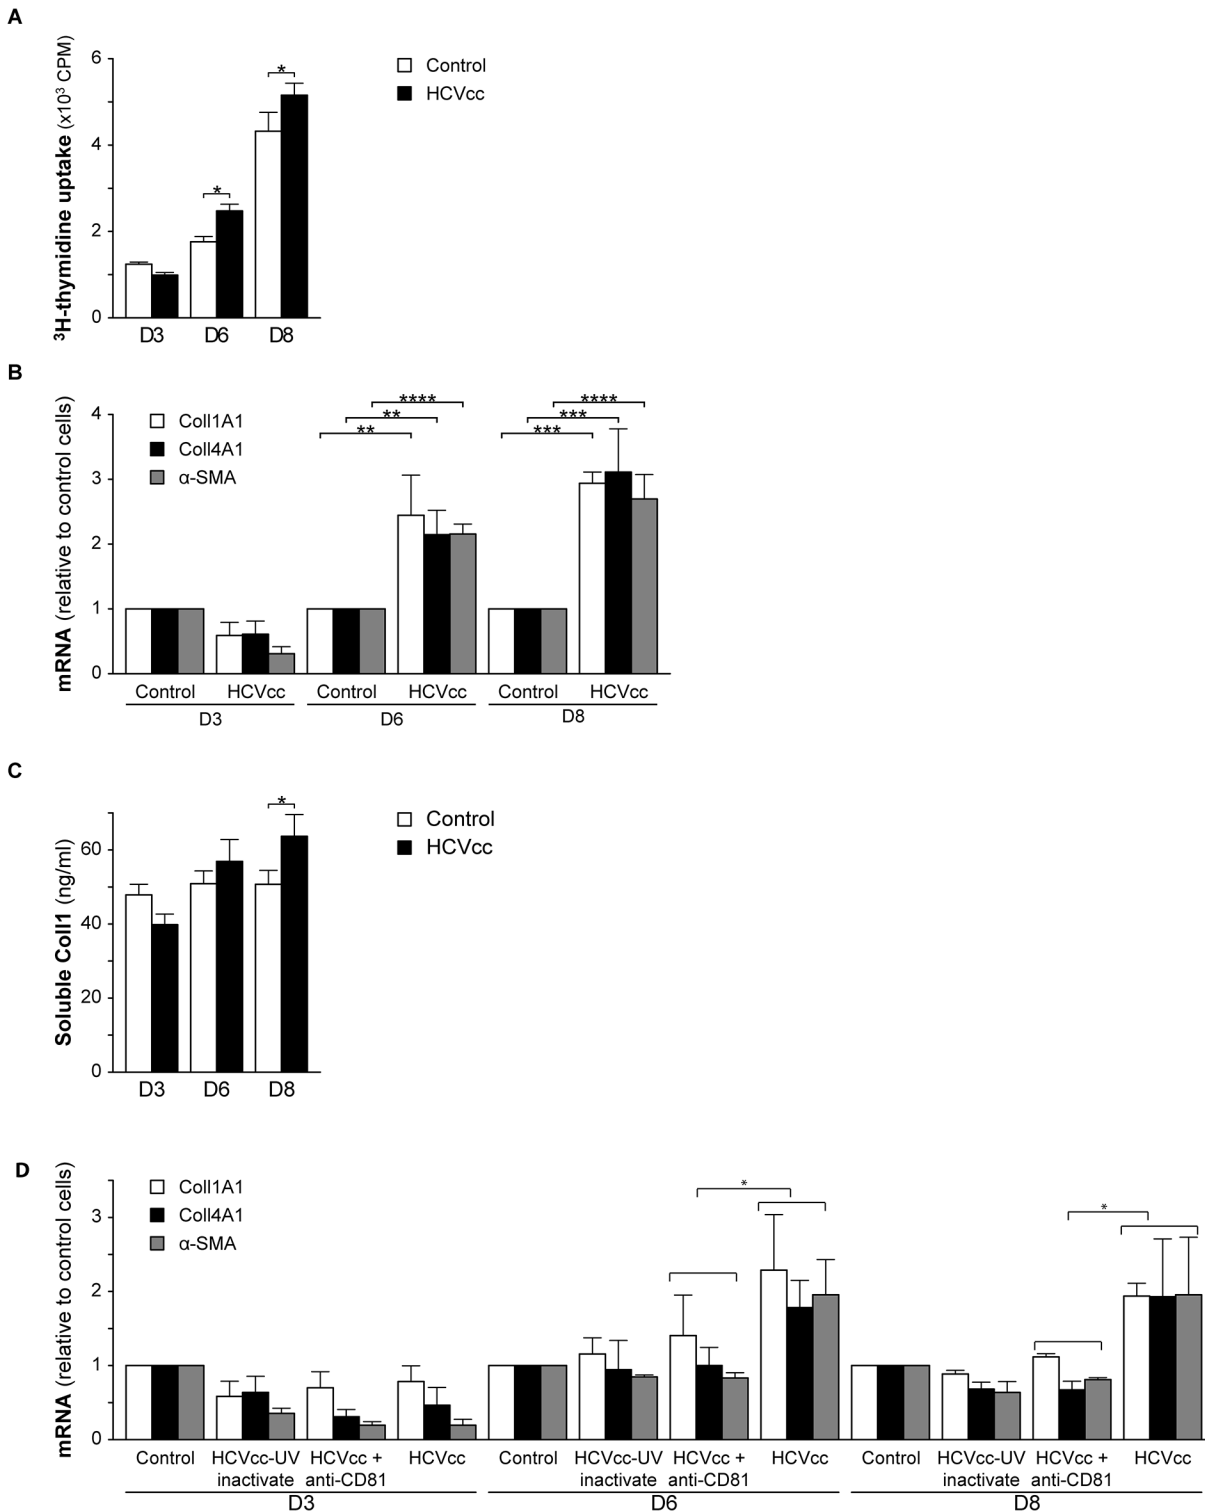 A
³H-thymidine uptake (x10³ CPM)
6
4
2
0
Control
HCVcc
*
*
D3 D6 D8
B
mRNA (relative to control cells)
4
3
2
1
0
Coll1A1
Coll4A1
α-SMA
**** ****
** ***
** ***
Control HCVcc Control HCVcc Control HCVcc
D3 D6 D8
C
Soluble Coll1 (ng/ml)
60
40
20
0
*
Control
HCVcc
D3 D6 D8
D
mRNA (relative to control cells)
3
2
1
0
Coll1A1
Coll4A1
α-SMA
*
*
Control HCVcc-UV HCVcc + HCVcc Control HCVcc-UV HCVcc + HCVcc Control HCVcc-UV HCVcc + HCVcc
inactivate anti-CD81 inactivate anti-CD81 inactivate anti-CD81
D3 D6 D8